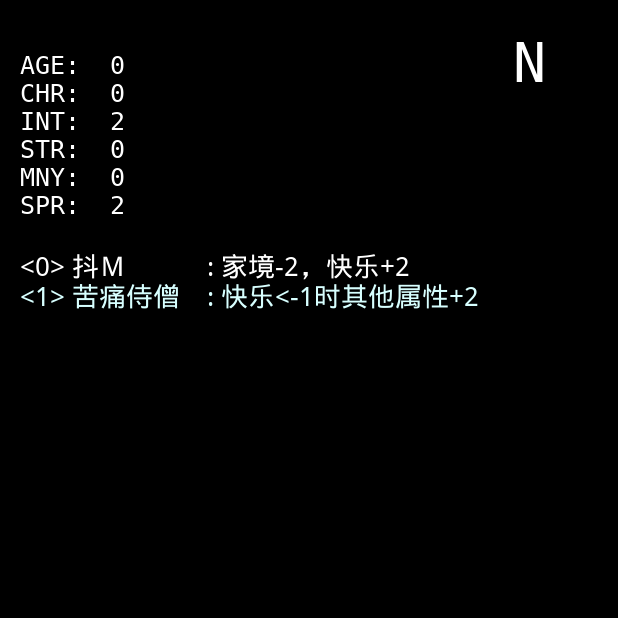 N
AGE: 0
CHR: 0
INT: 2
STR: 0
MNY: 0
SPR: 2
<0> 抖M : 家境-2，快乐+2
<1> 苦痛侍僧 : 快乐<-1时其他属性+2